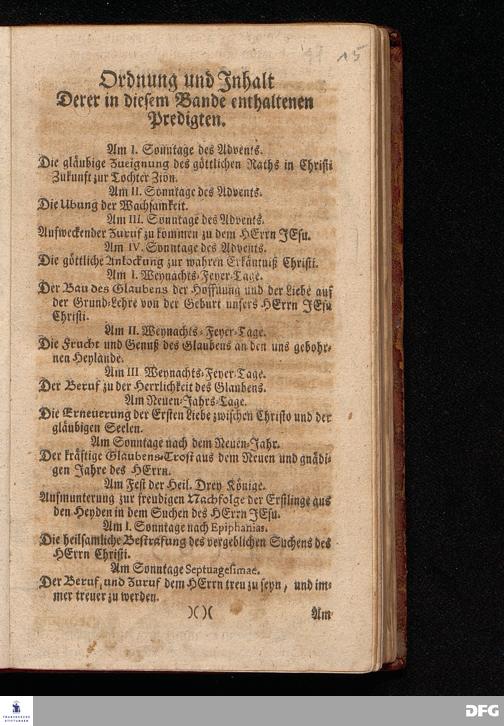 15
Ordnung und Inhalt
Derer in diesem Bande enthaltenen
Predigten.
Am I. Sonntage des Advents.
Die gläubige Zueignung des göttlichen Raths in Christi
Zukunft zur Tochter Zion.
Am II. Sonntage des Advents.
Die Ubung der Wachsamkeit.
Am III. Sonntage des Advents.
Aufweckender Zuruf zu kommen zu dem HErrn JEsu.
Am IV. Sonntage des Advents.
Die göttliche Anlockung zur wahren Erkäntniß Christi.
Am I. Weynachts-Feyer-Tage.
Der Bau des Glaubens der Hoffnung und der Liebe auf
der Grund-Lehre von der Geburt unsers HErrn JEsu
Christi.
Am II. Weynachts-Feyer-Tage.
Die Frucht und Genuß des Glaubens an den uns gebohr-
nen Heylande.
Am III Weynachts-Feyer-Tage.
Der Beruf zu der Herrlichkeit des Glaubens.
Am Neuen-Jahrs-Tage.
Die Erneuerung der Ersten Liebe zwischen Christo und der
gläubigen Seelen.
Am Sonntage nach dem Neuen-Jahr.
Der kräftige Glaubens-Trost aus dem Neuen und gnädi-
gen Jahre des HErrn.
Am Fest der Heil. Drey Könige.
Aufmunterung zur freudigen Nachfolge der Erstlinge aus
den Heyden in dem Suchen des HErrn JEsu.
Am I. Sonntage nach Epiphanias.
Die heilsamliche Bestrafung des vergeblichen Suchens des
HErrn Christi.
Am Sonntage Septuagesimae.
Der Beruf, und Zuruf dem HErrn treu zu seyn, und im-
mer treuer zu werden.
)( )( Am
FRANCKESCHE
STIFTUNGEN
DFG